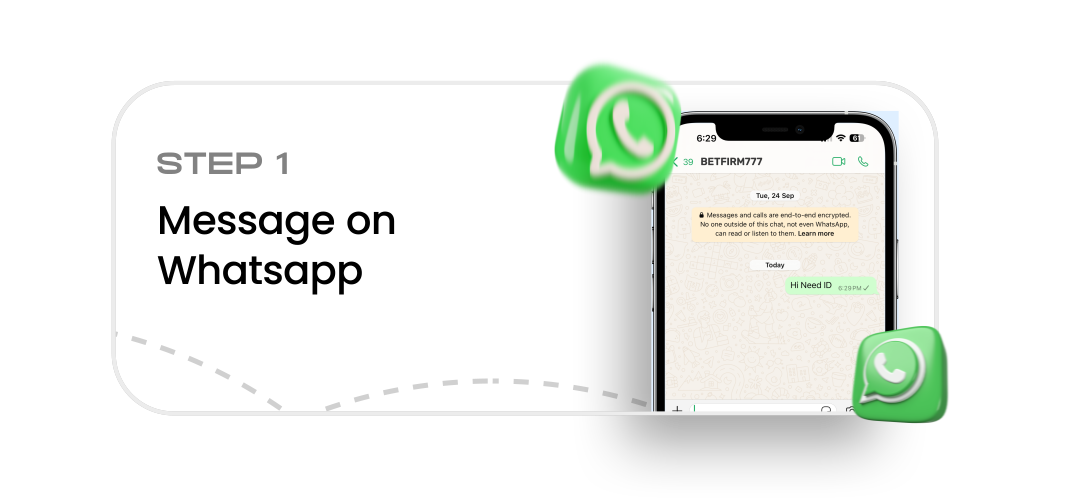 STEP 1
Message on
Whatsapp
6:29
61
39 BETFIRM777
Tue, 24 Sep
Messages and calls are end-to-end encrypted.
No one outside of this chat, not even WhatsApp,
can read or listen to them. Learn more
Today
Hi Need ID 6:29 PM